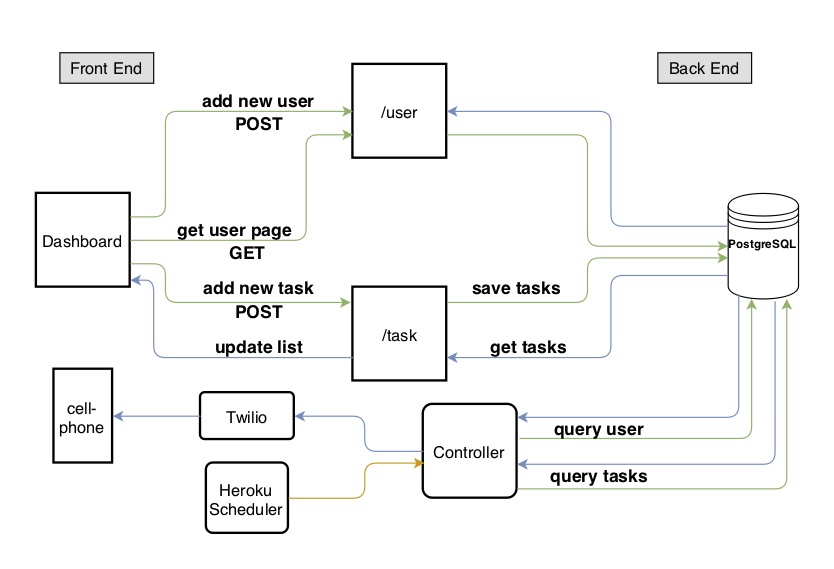 Front End
Back End
add new user
POST
/user
get user page
GET
Dashboard
PostgreSQL
add new task
POST
save tasks
/task
update list
get tasks
cell-
phone
Twilio
Controller
query user
query tasks
Heroku
Scheduler